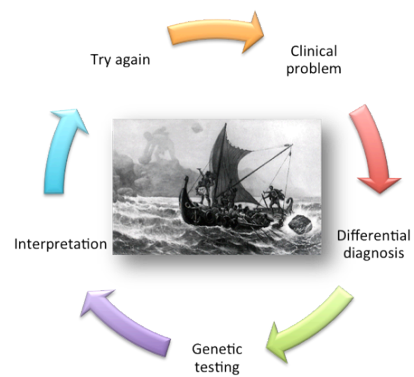 Try again
Clinical
problem
Differential
diagnosis
Genetic
testing
Interpretation